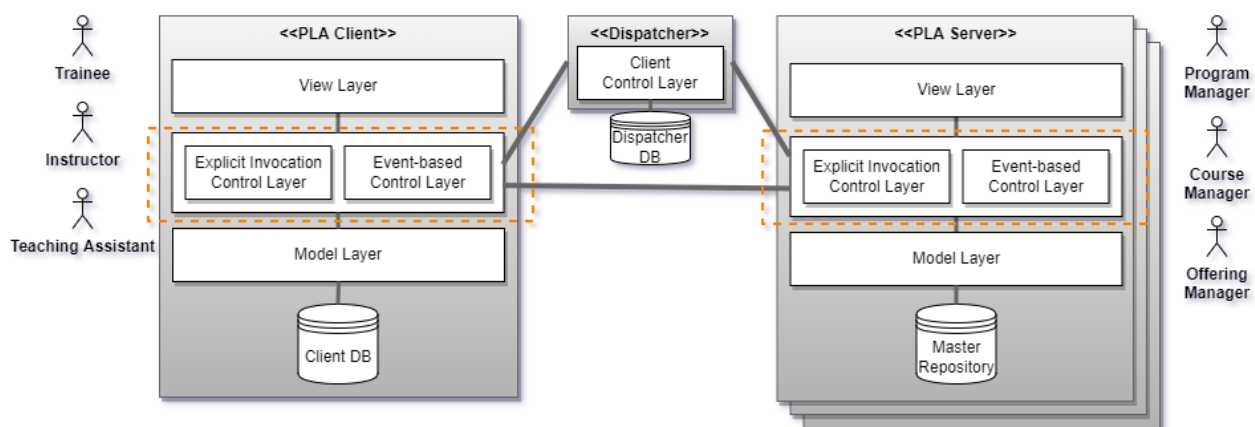 Trainee
Instructor
Teaching Assistant
<<PLA Client>>
View Layer
Explicit Invocation
Control Layer
Event-based
Control Layer
Model Layer
Client DB
<<Dispatcher>>
Client
Control Layer
Dispatcher
DB
<<PLA Server>>
View Layer
Explicit Invocation
Control Layer
Event-based
Control Layer
Model Layer
Master
Repository
Program
Manager
Course
Manager
Offering
Manager